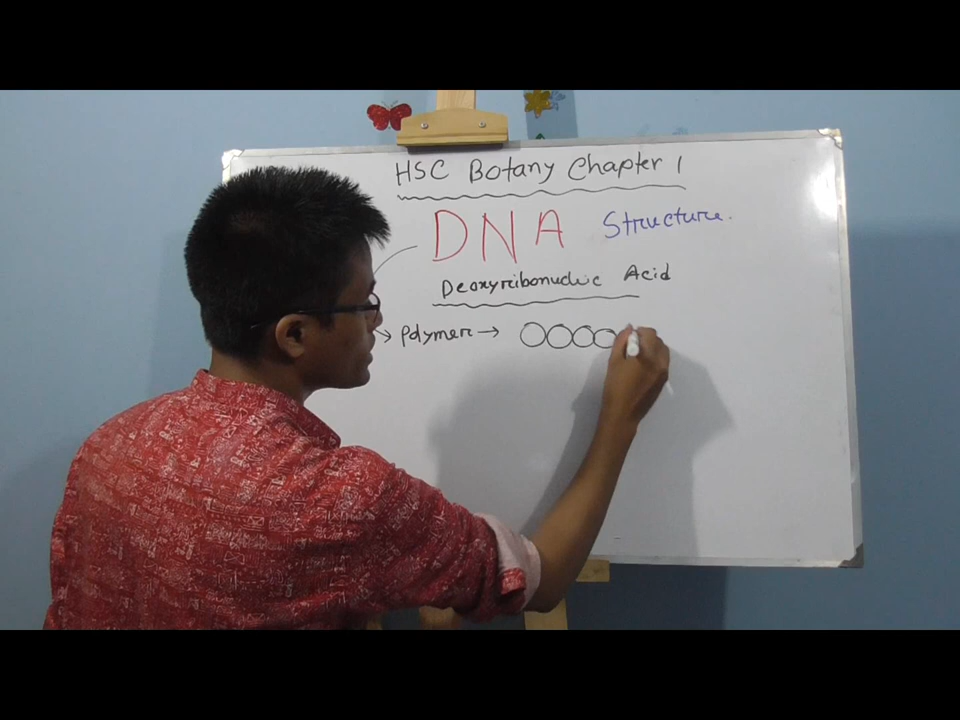 HSC Botany Chapter 1
DNA Structure.
Deoxyribonucleic Acid
Polymer →